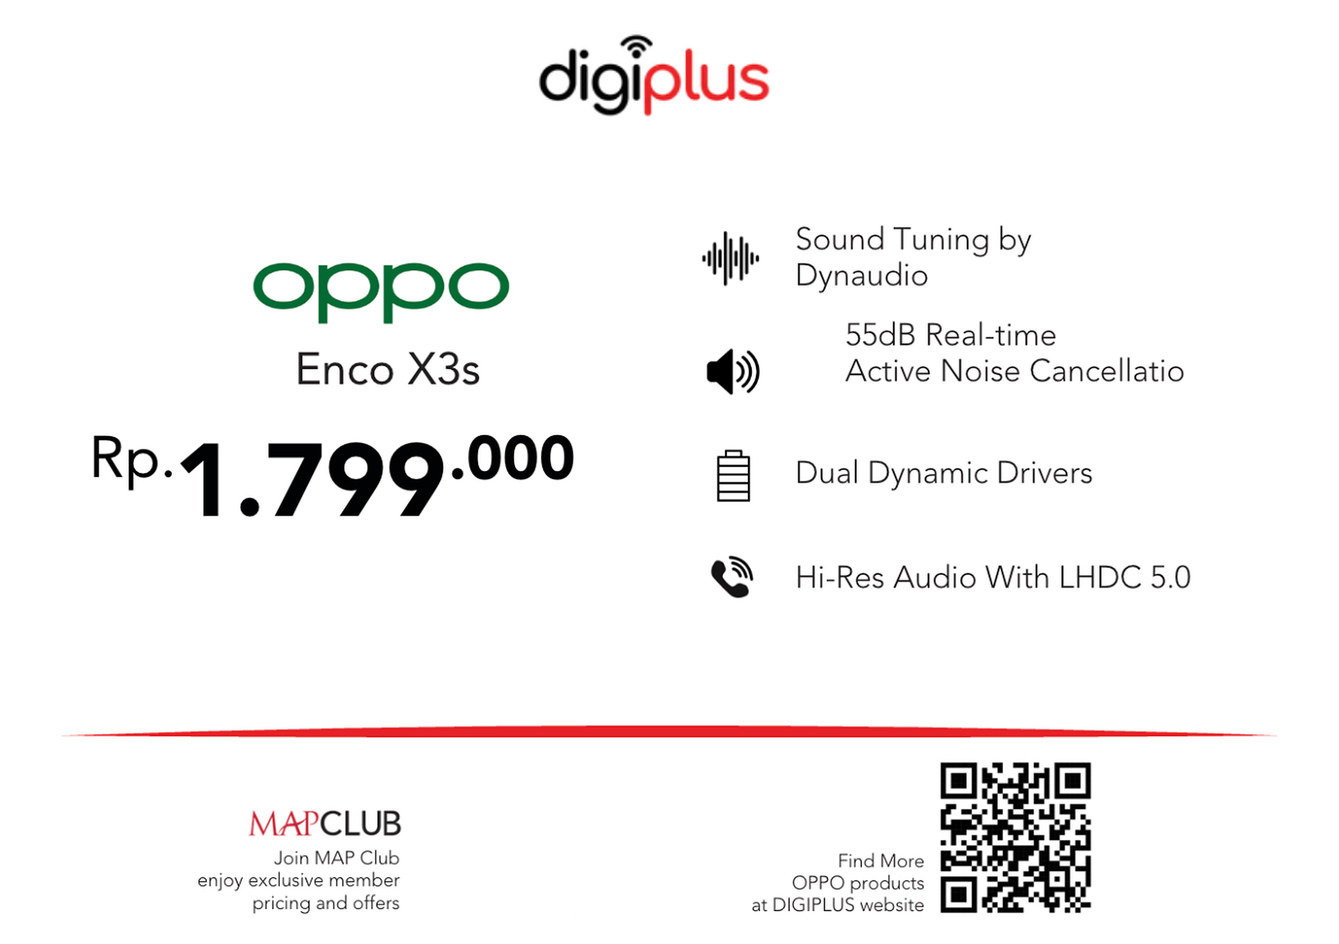 digiplus
oppo
Enco X3s
Rp.1.799.000
Sound Tuning by
Dynaudio
55dB Real-time
Active Noise Cancellatio
Dual Dynamic Drivers
Hi-Res Audio With LHDC 5.0
MAPCLUB
Join MAP Club
enjoy exclusive member
pricing and offers
Find More
OPPO products
at DIGIPLUS website